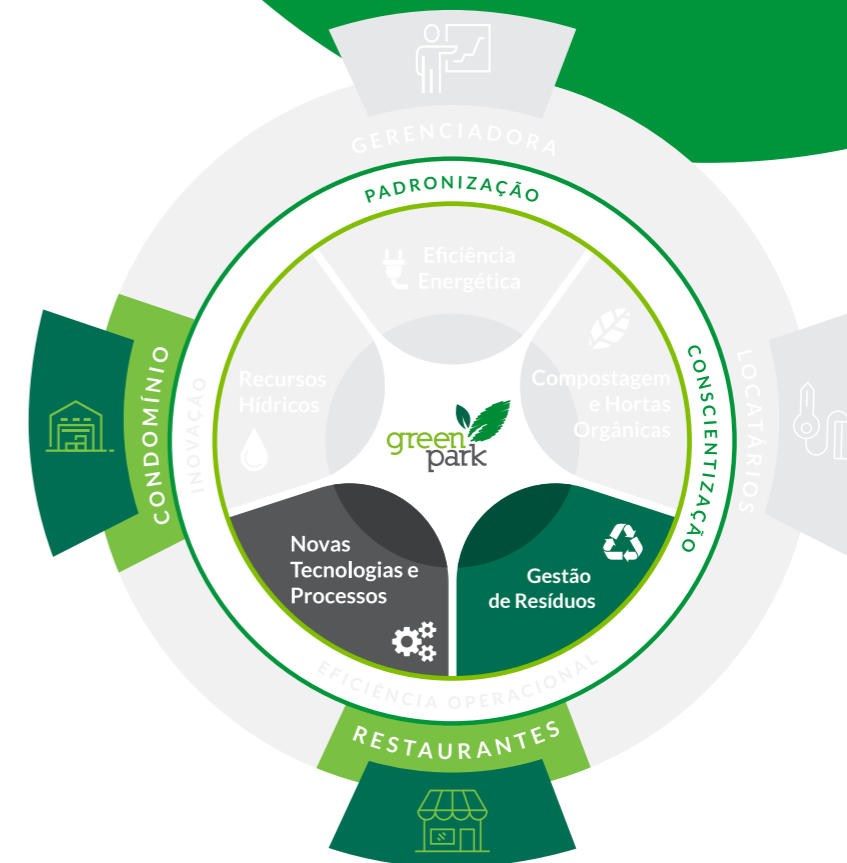 GERENCIADORA
PADRONIZAÇÃO
Eficiência
Energética
Recursos
Hídricos
Compostagem
e Hortas
Orgânicas
CONDOMÍNIO
INOVAÇÃO
CONSCIENTIZAÇÃO
LOCATÁRIOS
green
park
Novas
Tecnologias e
Processos
Gestão
de Resíduos
EFICIÊNCIA OPERACIONAL
RESTAURANTES